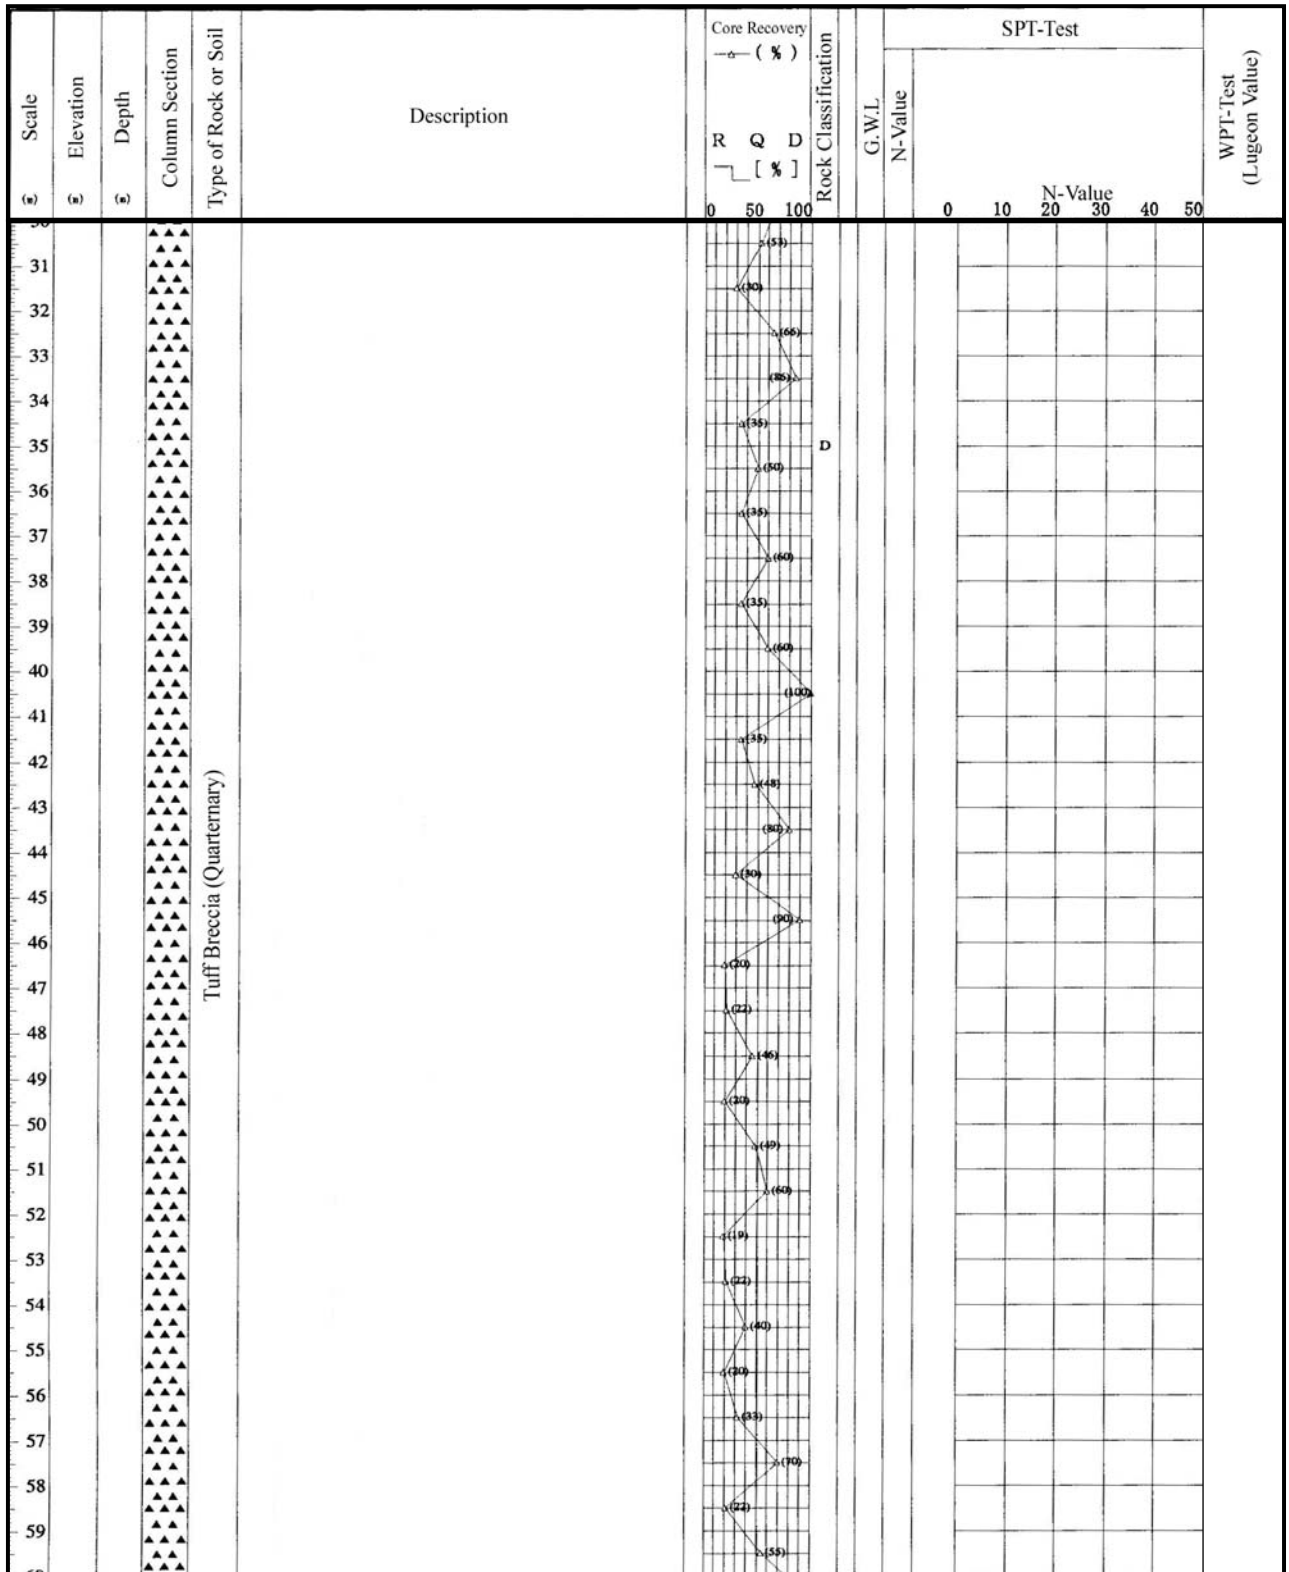 Scale
(m)
Elevation
(m)
Depth
(m)
Column Section
Type of Rock or Soil
Description
Core Recovery
( % )
R Q D
[ % ]
0 50 100
Rock Classification
G.W.L
N-Value
SPT-Test
N-Value
0 10 20 30 40 50
WPT-Test
(Lugeon Value)
(53)
31
(30)
32
(66)
33
(86)
34
(35)
35
D
(50)
36
(35)
37
(60)
38
(35)
39
(60)
40
(100)
41
(35)
42
(48)
43
(80)
44
(30)
45
(90)
46
(20)
47
(22)
48
(46)
49
(20)
50
(49)
51
(60)
52
(19)
53
(22)
54
(40)
55
(20)
56
(33)
57
(70)
58
(22)
59
(55)
Tuff Breccia (Quarternary)